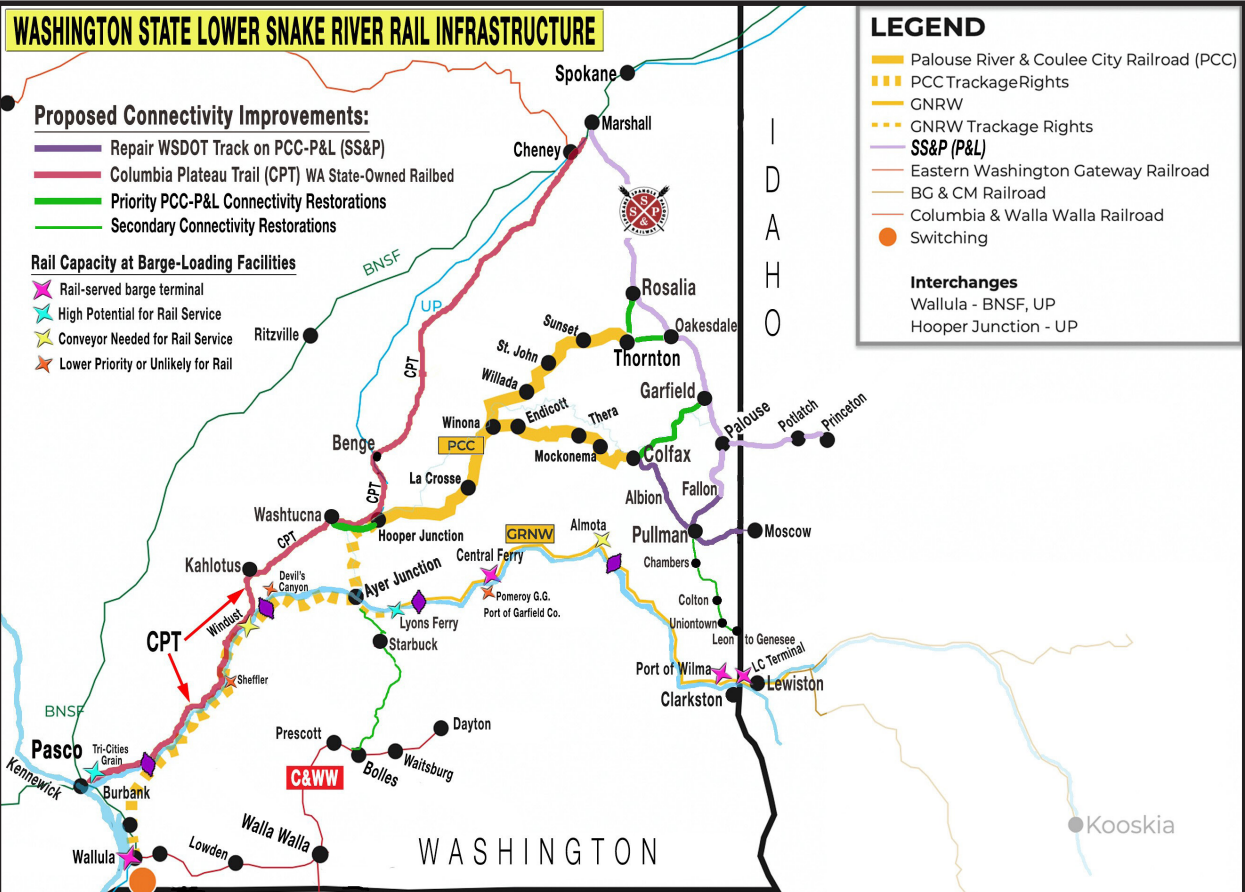 WASHINGTON STATE LOWER SNAKE RIVER RAIL INFRASTRUCTURE
LEGEND
Palouse River & Coulee City Railroad (PCC)
PCC TrackageRights
GNRW
GNRW Trackage Rights
SS&P (P&L)
Eastern Washington Gateway Railroad
BG & CM Railroad
Columbia & Walla Walla Railroad
Switching
Interchanges
Wallula - BNSF, UP
Hooper Junction - UP
Proposed Connectivity Improvements:
Repair WSDOT Track on PCC-P&L (SS&P)
Columbia Plateau Trail (CPT) WA State-Owned Railbed
Priority PCC-P&L Connectivity Restorations
Secondary Connectivity Restorations
Rail Capacity at Barge-Loading Facilities
Rail-served barge terminal
High Potential for Rail Service
Conveyor Needed for Rail Service
Lower Priority or Unlikely for Rail
Spokane
Marshall
Cheney
IDAHO
SS&P
BNSF
UP
Ritzville
CPT
Rosalia
Sunset
Oakesdale
St. John
Thornton
Willada
Garfield
Winona
Endicott
Thera
Palouse
Potlatch
Princeton
PCC
Benge
Mockonema
Colfax
La Crosse
CPT
Albion
Fallon
Washtucna
Hooper Junction
CPT
GRNW
Almota
Pullman
Moscow
Kahlotus
Central Ferry
Chambers
Devil's
Canyon
Ayer Junction
Pomeroy G.G.
Port of Garfield Co.
Colton
Windust
Lyons Ferry
Uniontown
CPT
Starbuck
Leon to Genesee
LC Terminal
Port of Wilma
Sheffler
Lewiston
Clarkston
BNSF
Prescott
Dayton
Pasco
Tri-Cities
Grain
Waitsburg
Bolles
C&WW
Kennewick
Burbank
Kooskia
Walla Walla
Lowden
Wallula
WASHINGTON